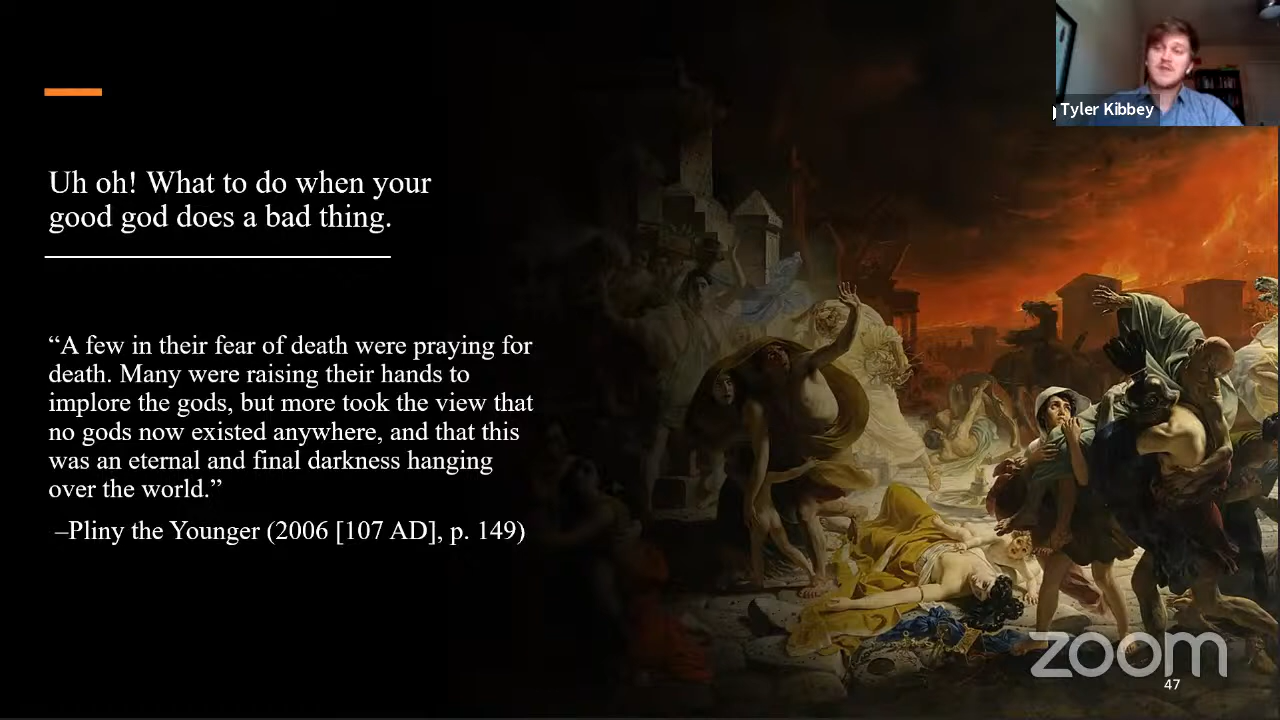 Tyler Kibbey
Uh oh! What to do when your
good god does a bad thing.
“A few in their fear of death were praying for
death. Many were raising their hands to
implore the gods, but more took the view that
no gods now existed anywhere, and that this
was an eternal and final darkness hanging
over the world.”
–Pliny the Younger (2006 [107 AD], p. 149)
zoom
47